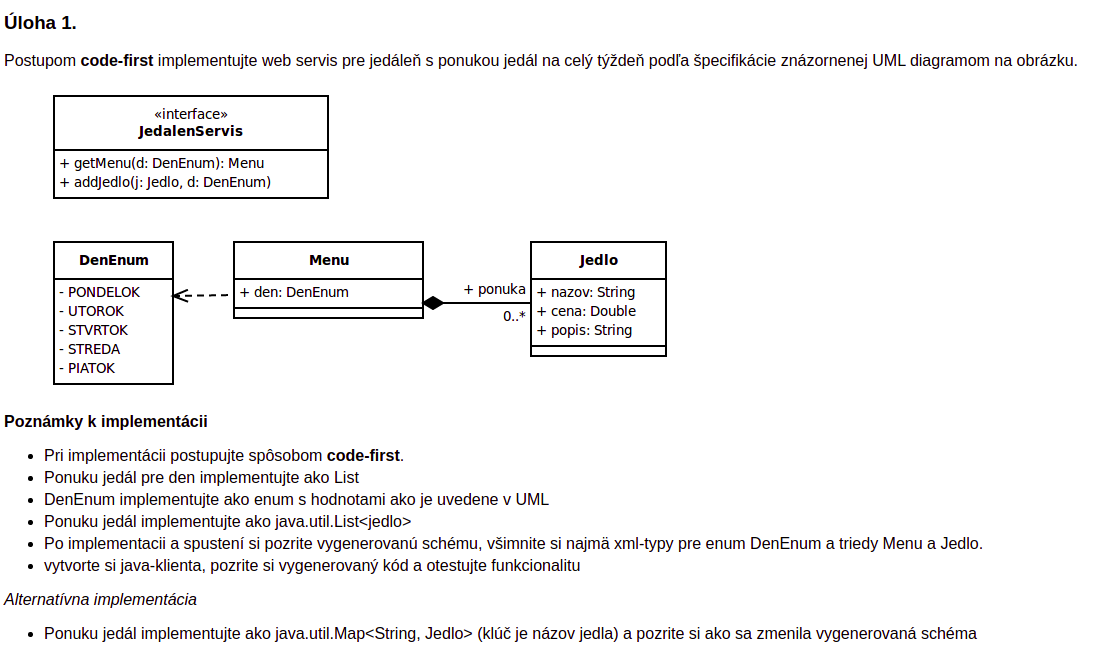 Úloha 1.
Postupom code-first implementujte web servis pre jedáleň s ponukou jedál na celý týždeň podľa špecifikácie znázornenej UML diagramom na obrázku.
«interface»
JedalenServis
+ getMenu(d: DenEnum): Menu
+ addJedlo(j: Jedlo, d: DenEnum)
DenEnum
- PONDELOK
- UTOROK
- STVRTOK
- STREDA
- PIATOK
Menu
+ den: DenEnum
+ ponuka
0..*
Jedlo
+ nazov: String
+ cena: Double
+ popis: String
Poznámky k implementácii
• Pri implementácii postupujte spôsobom code-first.
• Ponuku jedál pre den implementujte ako List
• DenEnum implementujte ako enum s hodnotami ako je uvedene v UML
• Ponuku jedál implementujte ako java.util.List<jedlo>
• Po implementacii a spustení si pozrite vygenerovanú schému, všimnite si najmä xml-typy pre enum DenEnum a triedy Menu a Jedlo.
• vytvorte si java-klienta, pozrite si vygenerovaný kód a otestujte funkcionalitu
Alternatívna implementácia
• Ponuku jedál implementujte ako java.util.Map<String, Jedlo> (klúč je názov jedla) a pozrite si ako sa zmenila vygenerovaná schéma